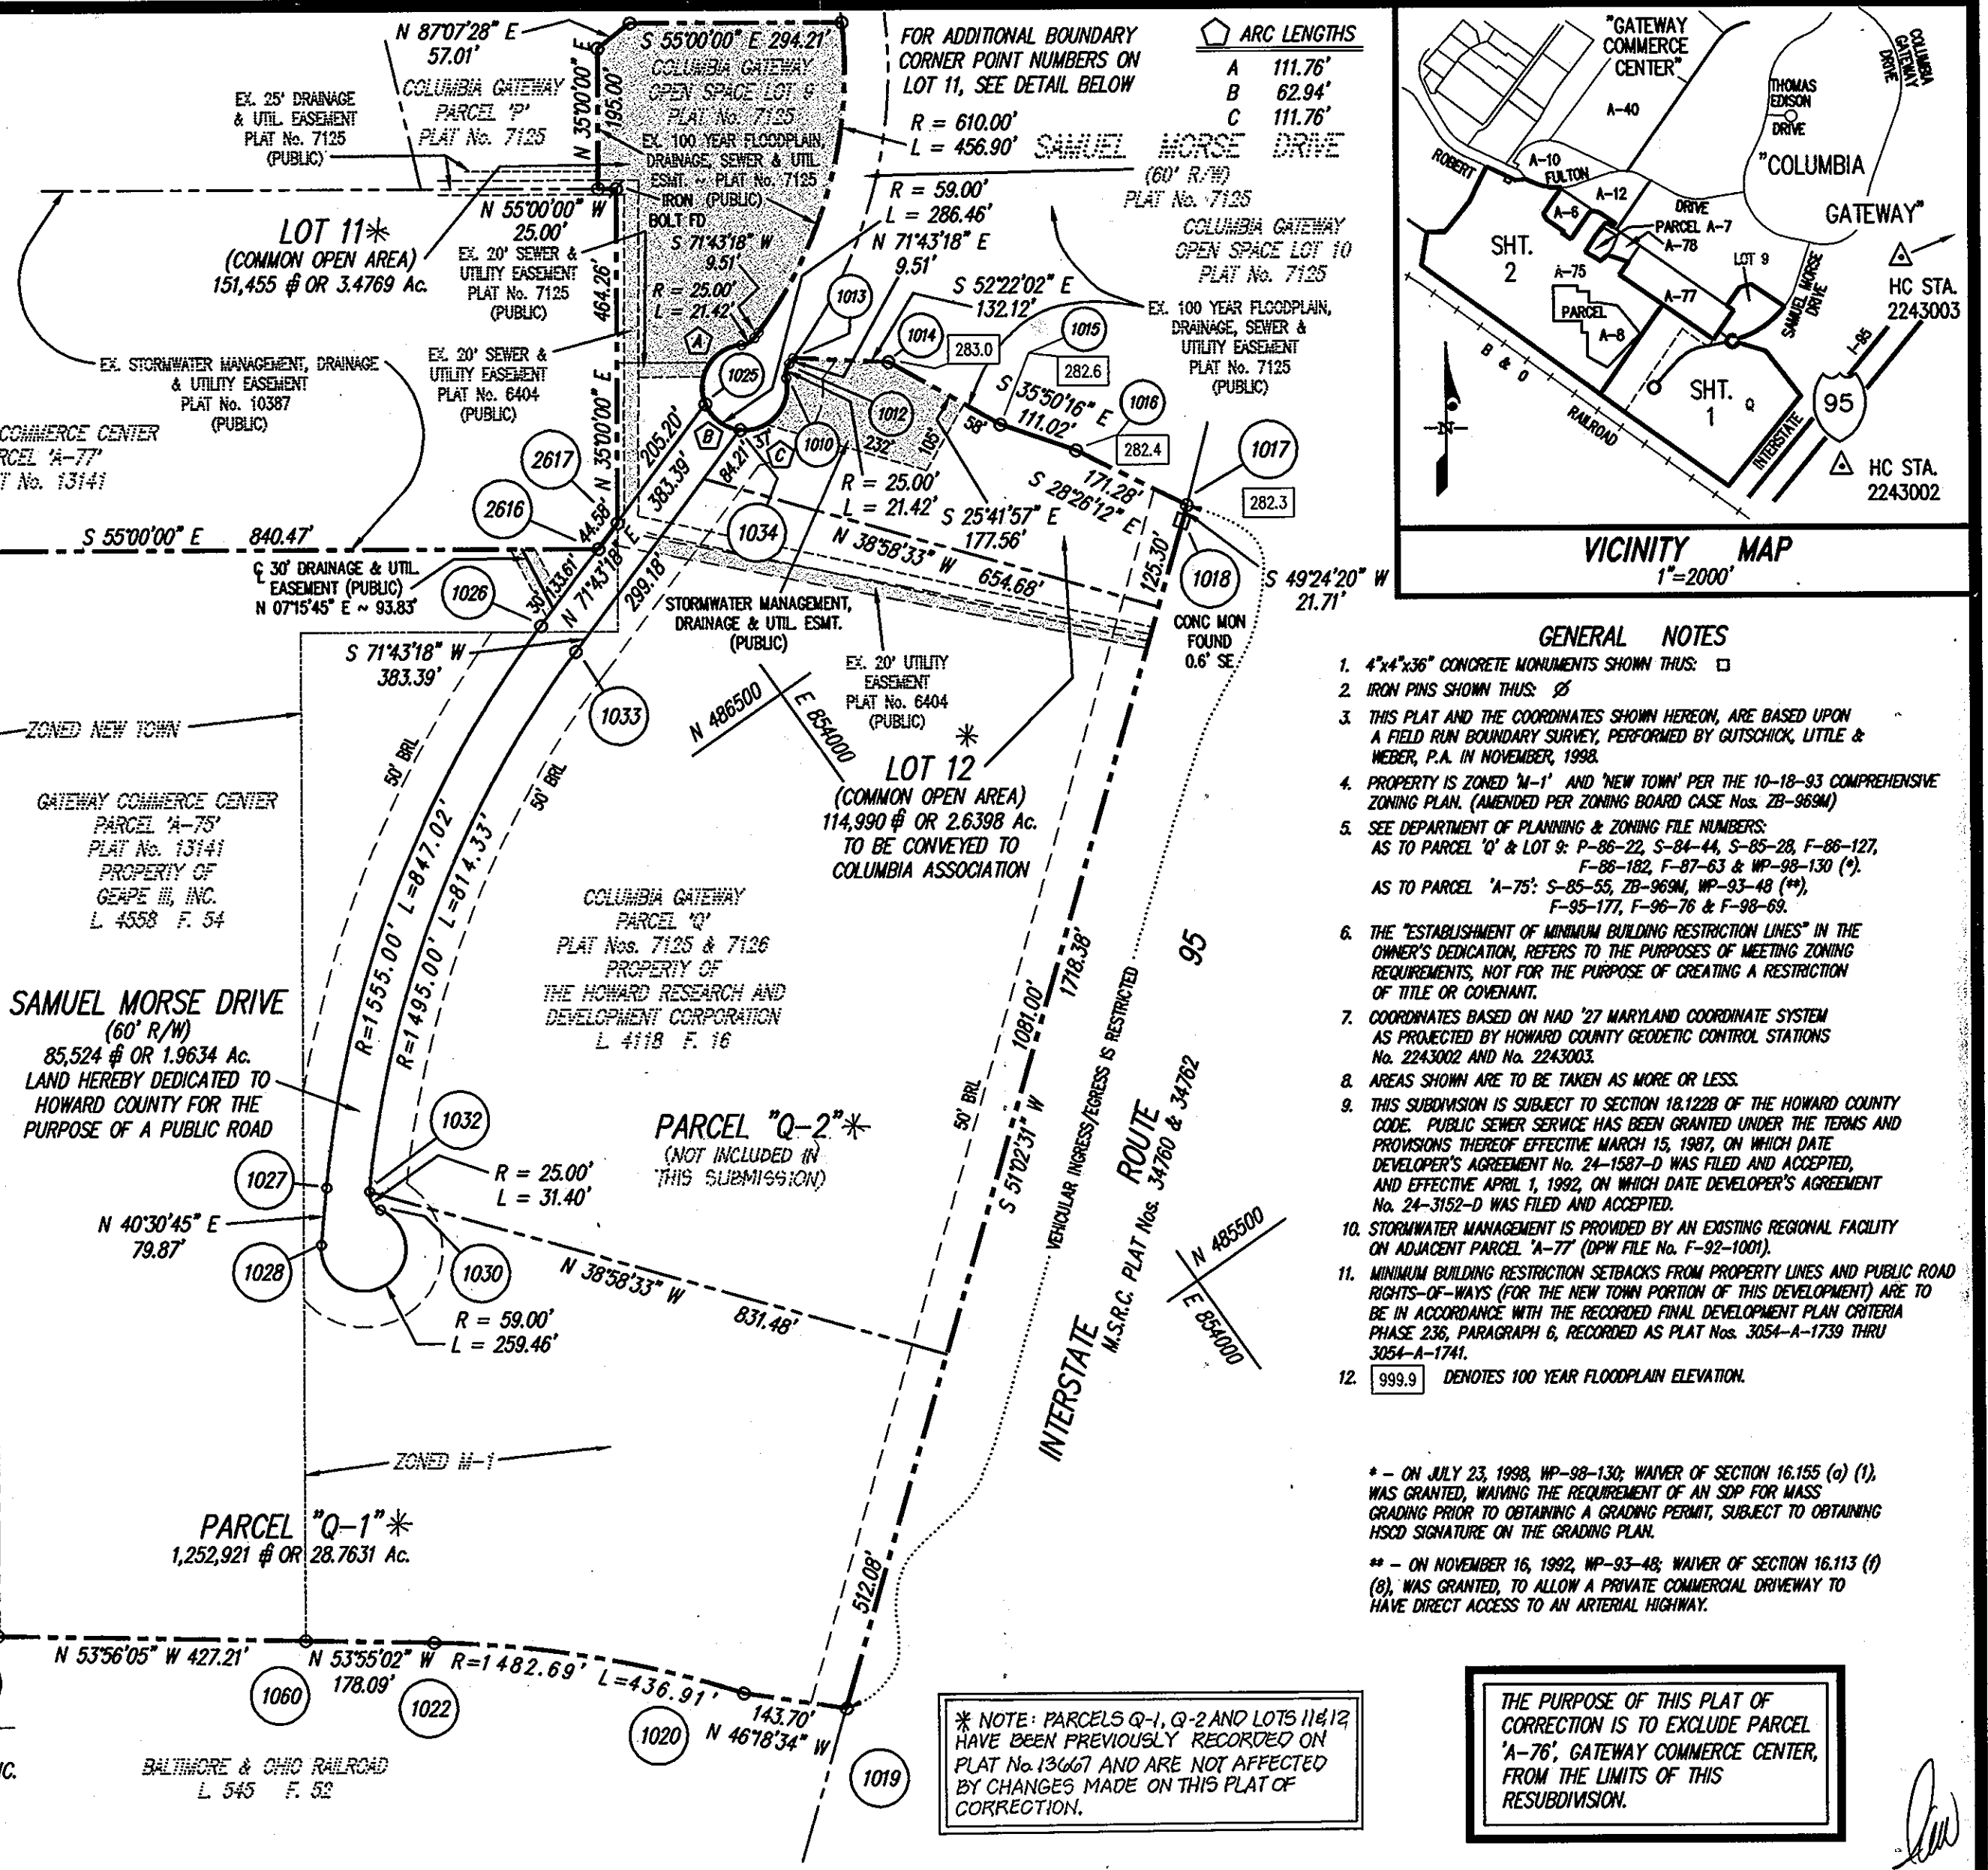 N 87°07'28" E
57.01'
S 55°00'00" E 294.21'
N 35°00'00" E
195.00'
COLUMBIA GATEWAY
PARCEL 'P'
PLAT No. 7125
COLUMBIA GATEWAY
OPEN SPACE LOT 9
PLAT No. 7125
EX. 100 YEAR FLOODPLAIN,
DRAINAGE, SEWER & UTIL.
ESMT. ~ PLAT No. 7125
(PUBLIC)
IRON
BOLT FD
EX. 25' DRAINAGE
& UTIL. EASEMENT
PLAT No. 7125
(PUBLIC)
FOR ADDITIONAL BOUNDARY
CORNER POINT NUMBERS ON
LOT 11, SEE DETAIL BELOW
ARC LENGTHS
A 111.76'
B 62.94'
C 111.76'
R = 610.00'
L = 456.90'
SAMUEL MORSE DRIVE
(60' R/W)
PLAT No. 7125
R = 59.00'
L = 286.46'
N 71°43'18" E
9.51'
COLUMBIA GATEWAY
OPEN SPACE LOT 10
PLAT No. 7125
N 55°00'00" W
25.00'
LOT 11*
(COMMON OPEN AREA)
151,455 ⏍ OR 3.4769 Ac.
EX. 20' SEWER &
UTILITY EASEMENT
PLAT No. 7125
(PUBLIC)
S 71°43'18" W
9.51'
R = 25.00'
L = 21.42'
464.26'
N 35°00'00" E
S 52°22'02" E
132.12'
EX. 100 YEAR FLOODPLAIN,
DRAINAGE, SEWER &
UTILITY EASEMENT
PLAT No. 7125
(PUBLIC)
1013
1014
283.0
1015
282.6
1016
282.4
1017
282.3
1018
S 35°50'16" E
111.02'
58'
171.28'
S 28°26'12" E
EX. STORMWATER MANAGEMENT, DRAINAGE
& UTILITY EASEMENT
PLAT No. 10387
(PUBLIC)
EX. 20' SEWER &
UTILITY EASEMENT
PLAT No. 6404
(PUBLIC)
A
B
C
1025
1012
1010
232'
105'
37'
84.21'
R = 25.00'
L = 21.42'
S 25°41'57" E
177.56'
N 38°58'33" W 654.68'
125.30'
S 49°24'20" W
21.71'
CONC MON
FOUND
0.6' SE
COMMERCE CENTER
RCEL 'A-77'
T No. 13141
2617
2616
205.20'
383.39'
44.58'
1034
S 55°00'00" E 840.47'
℄ 30' DRAINAGE & UTIL.
EASEMENT (PUBLIC)
N 07°15'45" E ~ 93.83'
1026
30'
133.61'
N 71°43'18" E
299.18'
STORMWATER MANAGEMENT,
DRAINAGE & UTIL. ESMT.
(PUBLIC)
EX. 20' UTILITY
EASEMENT
PLAT No. 6404
(PUBLIC)
S 71°43'18" W
383.39'
1033
N 486500
E 854000
ZONED NEW TOWN
50' BRL
50' BRL
*
LOT 12
(COMMON OPEN AREA)
114,990 ⏍ OR 2.6398 Ac.
TO BE CONVEYED TO
COLUMBIA ASSOCIATION
GATEWAY COMMERCE CENTER
PARCEL 'A-75'
PLAT No. 13141
PROPERTY OF
GEAPE III, INC.
L. 4558 F. 54
R=1555.00' L=847.02'
R=1495.00' L=814.33'
COLUMBIA GATEWAY
PARCEL 'Q'
PLAT Nos. 7125 & 7126
PROPERTY OF
THE HOWARD RESEARCH AND
DEVELOPMENT CORPORATION
L. 4118 F. 16
SAMUEL MORSE DRIVE
(60' R/W)
85,524 ⏍ OR 1.9634 Ac.
LAND HEREBY DEDICATED TO
HOWARD COUNTY FOR THE
PURPOSE OF A PUBLIC ROAD
1032
R = 25.00'
L = 31.40'
1027
N 40°30'45" E
79.87'
1028
1030
R = 59.00'
L = 259.46'
N 38°58'33" W 831.48'
PARCEL "Q-2"*
(NOT INCLUDED IN
THIS SUBMISSION)
50' BRL
S 51°02'31" W
1081.00'
1718.38'
VEHICULAR INGRESS/EGRESS IS RESTRICTED
INTERSTATE ROUTE 95
M.S.R.C. PLAT Nos. 34760 & 34762
N 485500
E 854000
ZONED M-1
PARCEL "Q-1"*
1,252,921 ⏍ OR 28.7631 Ac.
512.08'
N 53°56'05" W 427.21'
N 53°55'02" W
178.09'
R=1482.69' L=436.91'
143.70'
N 46°18'34" W
1060
1022
1020
1019
IC.
BALTIMORE & OHIO RAILROAD
L. 545 F. 52
* NOTE: PARCELS Q-1, Q-2 AND LOTS 11&12
HAVE BEEN PREVIOUSLY RECORDED ON
PLAT No. 13667 AND ARE NOT AFFECTED
BY CHANGES MADE ON THIS PLAT OF
CORRECTION.
"GATEWAY
COMMERCE
CENTER"
COLUMBIA
GATEWAY
DRIVE
THOMAS
EDISON
DRIVE
A-40
"COLUMBIA
GATEWAY"
ROBERT
FULTON
DRIVE
A-10
A-12
A-6
PARCEL A-7
A-78
SHT.
2
A-75
PARCEL
A-8
A-77
LOT 9
SAMUEL MORSE
DRIVE
HC STA.
2243003
I-95
95
B & O
RAILROAD
N
SHT.
1
Q
INTERSTATE
HC STA.
2243002
VICINITY MAP
1"=2000'
GENERAL NOTES
1. 4"x4"x36" CONCRETE MONUMENTS SHOWN THUS: □
2. IRON PINS SHOWN THUS: Ø
3. THIS PLAT AND THE COORDINATES SHOWN HEREON, ARE BASED UPON
A FIELD RUN BOUNDARY SURVEY, PERFORMED BY GUTSCHICK, LITTLE &
WEBER, P.A. IN NOVEMBER, 1998.
4. PROPERTY IS ZONED 'M-1' AND 'NEW TOWN' PER THE 10-18-93 COMPREHENSIVE
ZONING PLAN. (AMENDED PER ZONING BOARD CASE Nos. ZB-969M)
5. SEE DEPARTMENT OF PLANNING & ZONING FILE NUMBERS:
AS TO PARCEL 'Q' & LOT 9: P-86-22, S-84-44, S-85-28, F-86-127,
F-86-182, F-87-63 & WP-98-130 (*).
AS TO PARCEL 'A-75': S-85-55, ZB-969M, WP-93-48 (**),
F-95-177, F-96-76 & F-98-69.
6. THE "ESTABLISHMENT OF MINIMUM BUILDING RESTRICTION LINES" IN THE
OWNER'S DEDICATION, REFERS TO THE PURPOSES OF MEETING ZONING
REQUIREMENTS, NOT FOR THE PURPOSE OF CREATING A RESTRICTION
OF TITLE OR COVENANT.
7. COORDINATES BASED ON NAD '27 MARYLAND COORDINATE SYSTEM
AS PROJECTED BY HOWARD COUNTY GEODETIC CONTROL STATIONS
No. 2243002 AND No. 2243003.
8. AREAS SHOWN ARE TO BE TAKEN AS MORE OR LESS.
9. THIS SUBDIVISION IS SUBJECT TO SECTION 18.122B OF THE HOWARD COUNTY
CODE. PUBLIC SEWER SERVICE HAS BEEN GRANTED UNDER THE TERMS AND
PROVISIONS THEREOF EFFECTIVE MARCH 15, 1987, ON WHICH DATE
DEVELOPER'S AGREEMENT No. 24-1587-D WAS FILED AND ACCEPTED,
AND EFFECTIVE APRIL 1, 1992, ON WHICH DATE DEVELOPER'S AGREEMENT
No. 24-3152-D WAS FILED AND ACCEPTED.
10. STORMWATER MANAGEMENT IS PROVIDED BY AN EXISTING REGIONAL FACILITY
ON ADJACENT PARCEL 'A-77' (DPW FILE No. F-92-1001).
11. MINIMUM BUILDING RESTRICTION SETBACKS FROM PROPERTY LINES AND PUBLIC ROAD
RIGHTS-OF-WAYS (FOR THE NEW TOWN PORTION OF THIS DEVELOPMENT) ARE TO
BE IN ACCORDANCE WITH THE RECORDED FINAL DEVELOPMENT PLAN CRITERIA
PHASE 236, PARAGRAPH 6, RECORDED AS PLAT Nos. 3054-A-1739 THRU
3054-A-1741.
12. 999.9 DENOTES 100 YEAR FLOODPLAIN ELEVATION.
* - ON JULY 23, 1998, WP-98-130; WAIVER OF SECTION 16.155 (a) (1),
WAS GRANTED, WAIVING THE REQUIREMENT OF AN SDP FOR MASS
GRADING PRIOR TO OBTAINING A GRADING PERMIT, SUBJECT TO OBTAINING
HSCD SIGNATURE ON THE GRADING PLAN.
** - ON NOVEMBER 16, 1992, WP-93-48; WAIVER OF SECTION 16.113 (f)
(8), WAS GRANTED, TO ALLOW A PRIVATE COMMERCIAL DRIVEWAY TO
HAVE DIRECT ACCESS TO AN ARTERIAL HIGHWAY.
THE PURPOSE OF THIS PLAT OF
CORRECTION IS TO EXCLUDE PARCEL
'A-76', GATEWAY COMMERCE CENTER,
FROM THE LIMITS OF THIS
RESUBDIVISION.